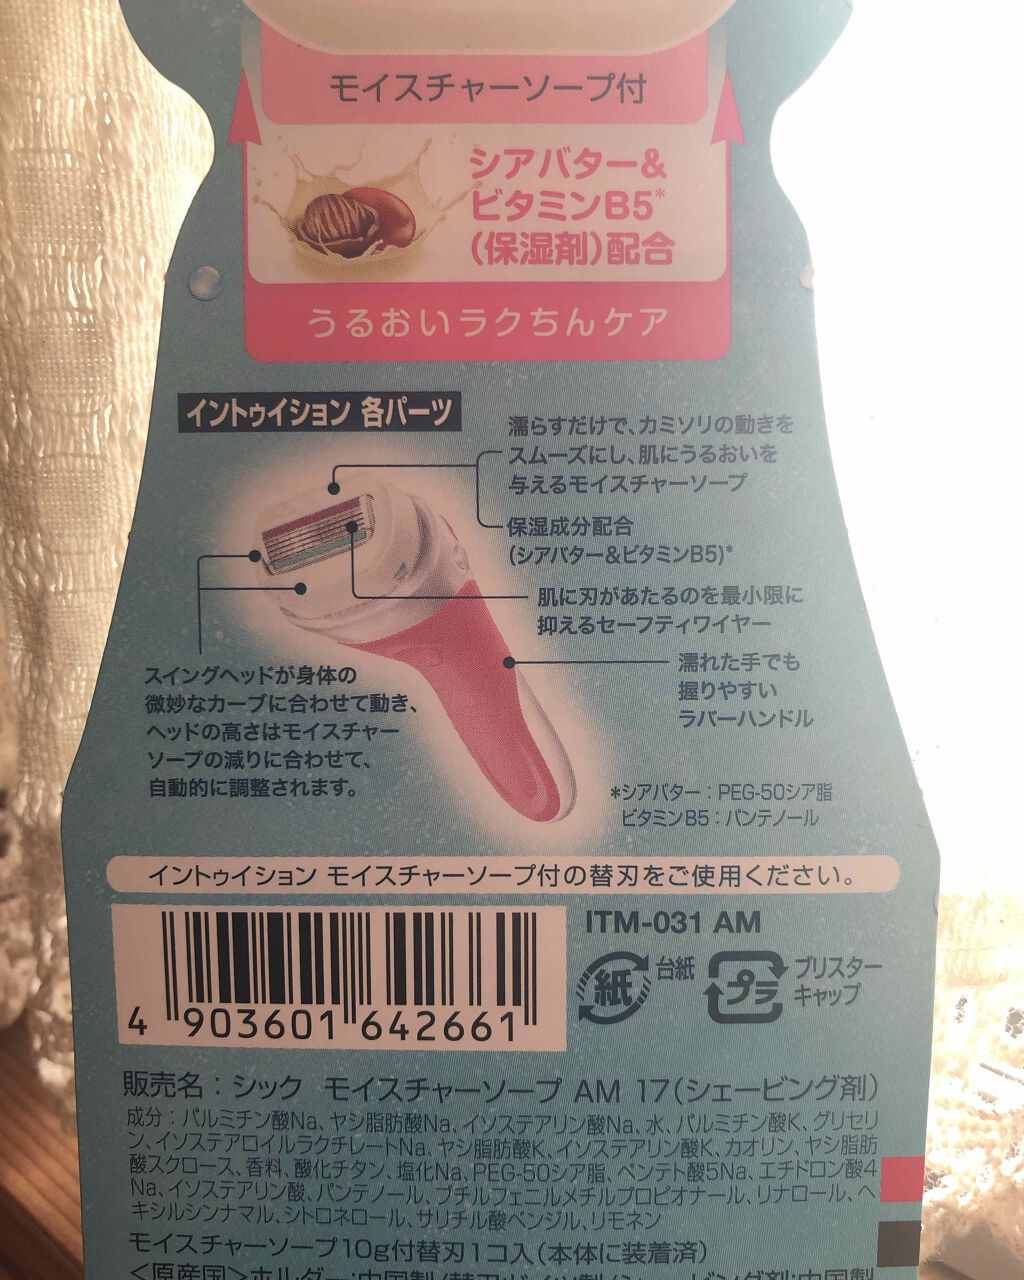 モイスチャーソープ付
シアバター&
ビタミンB5*
(保湿剤)配合
うるおいラクちんケア
イントゥイション 各パーツ
濡らすだけで、カミソリの動きを
スムーズにし、肌にうるおいを
与えるモイスチャーソープ
保湿成分配合
(シアバター&ビタミンB5)*
肌に刃があたるのを最小限に
抑えるセーフティワイヤー
濡れた手でも
握りやすい
ラバーハンドル
スイングヘッドが身体の
微妙なカーブに合わせて動き、
ヘッドの高さはモイスチャー
ソープの減りに合わせて、
自動的に調整されます。
*シアバター：PEG-50シア脂
ビタミンB5：パンテノール
イントゥイション モイスチャーソープ付の替刃をご使用ください。
ITM-031 AM
紙 台紙 プラ ブリスター
キャップ
4 903601 642661
販売名：シック モイスチャーソープ AM 17(シェービング剤)
成分：パルミチン酸Na、ヤシ脂肪酸Na、イソステアリン酸Na、水、パルミチン酸K、グリセリ
ン、イソステアロイルラクチレートNa、ヤシ脂肪酸K、イソステアリン酸K、カオリン、ヤシ脂肪
酸スクロース、香料、酸化チタン、塩化Na、PEG-50シア脂、ペンテト酸5Na、エチドロン酸4
Na、イソステアリン酸、パンテノール、ブチルフェニルメチルプロピオナール、リナロール、ヘ
キシルシンナマル、シトロネロール、サリチル酸ベンジル、リモネン
モイスチャーソープ10g付替刃1コ入(本体に装着済)
<原産国>ホルダー:中国製/替刃:ドイツ製/シェービング剤:中国製